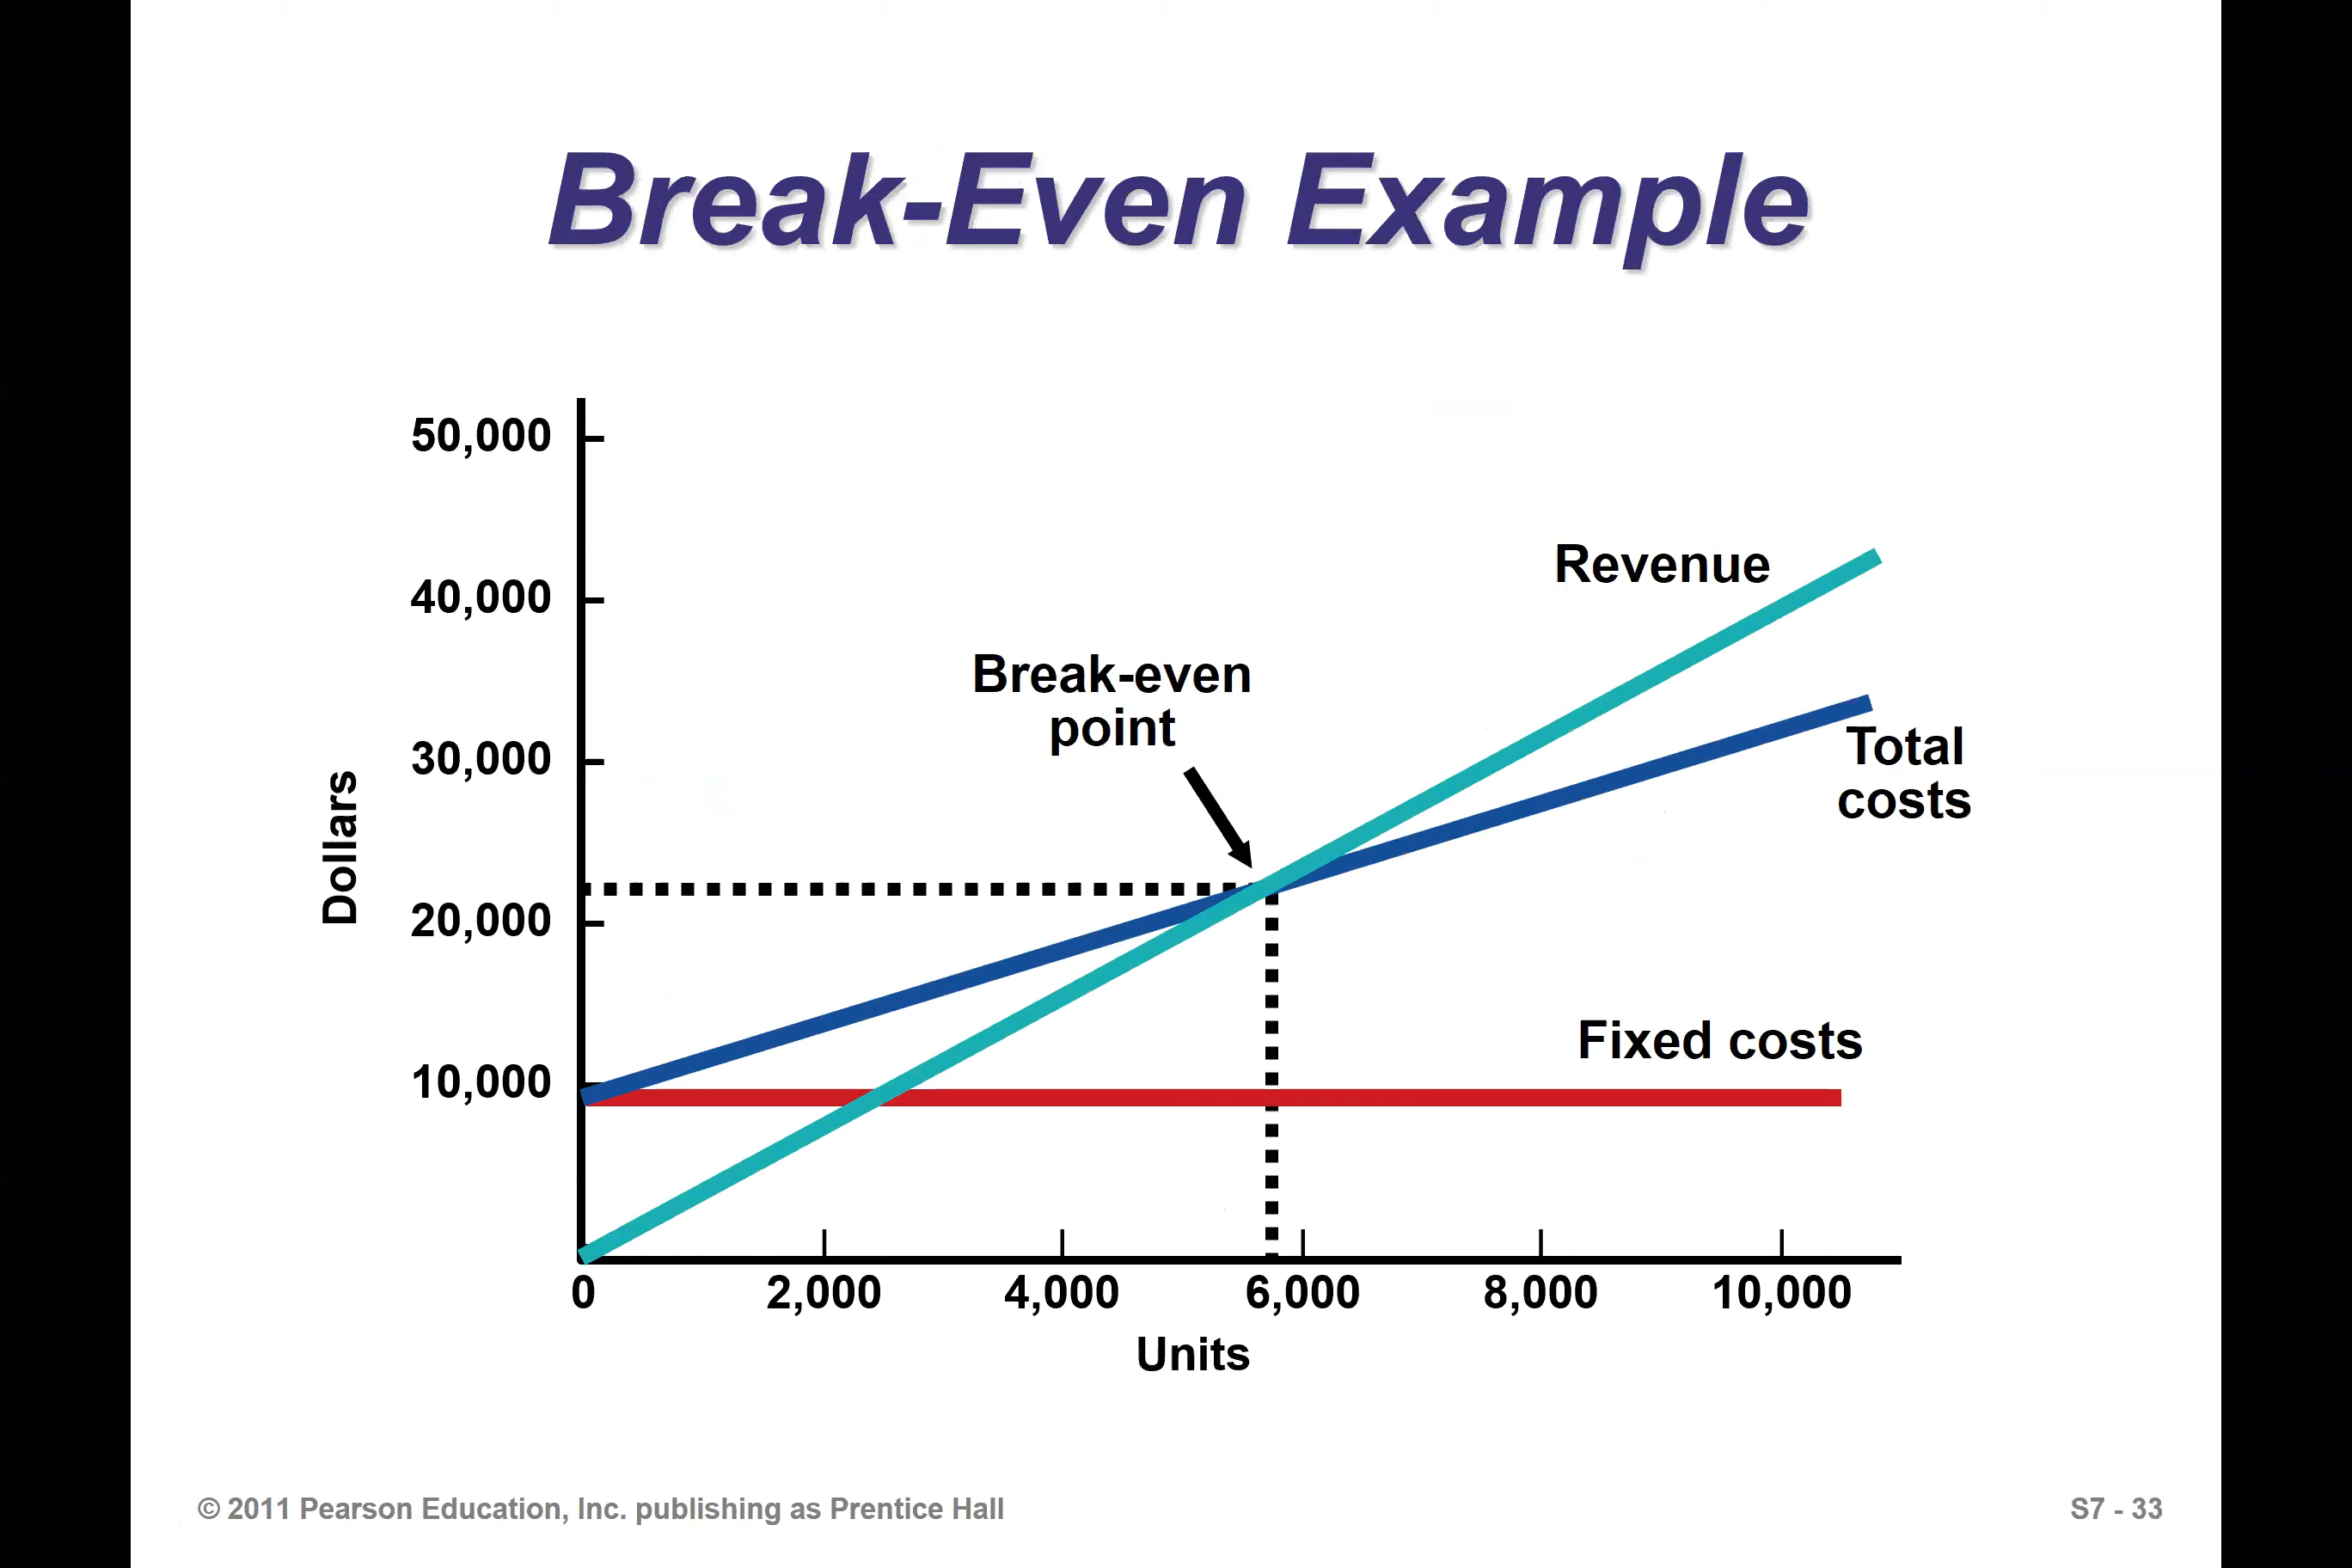 Break-Even Example
50,000
40,000
30,000
20,000
10,000
Dollars
Revenue
Break-even
point
Total
costs
Fixed costs
0 2,000 4,000 6,000 8,000 10,000
Units
© 2011 Pearson Education, Inc. publishing as Prentice Hall
S7 - 33